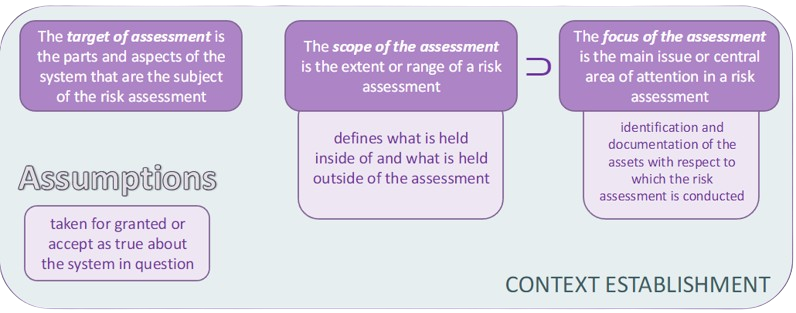 The target of assessment is
the parts and aspects of the
system that are the subject
of the risk assessment
The scope of the assessment
is the extent or range of a risk
assessment
⊃
The focus of the assessment
is the main issue or central
area of attention in a risk
assessment
defines what is held
inside of and what is held
outside of the assessment
identification and
documentation of the
assets with respect to
which the risk
assessment is conducted
Assumptions
taken for granted or
accept as true about
the system in question
CONTEXT ESTABLISHMENT